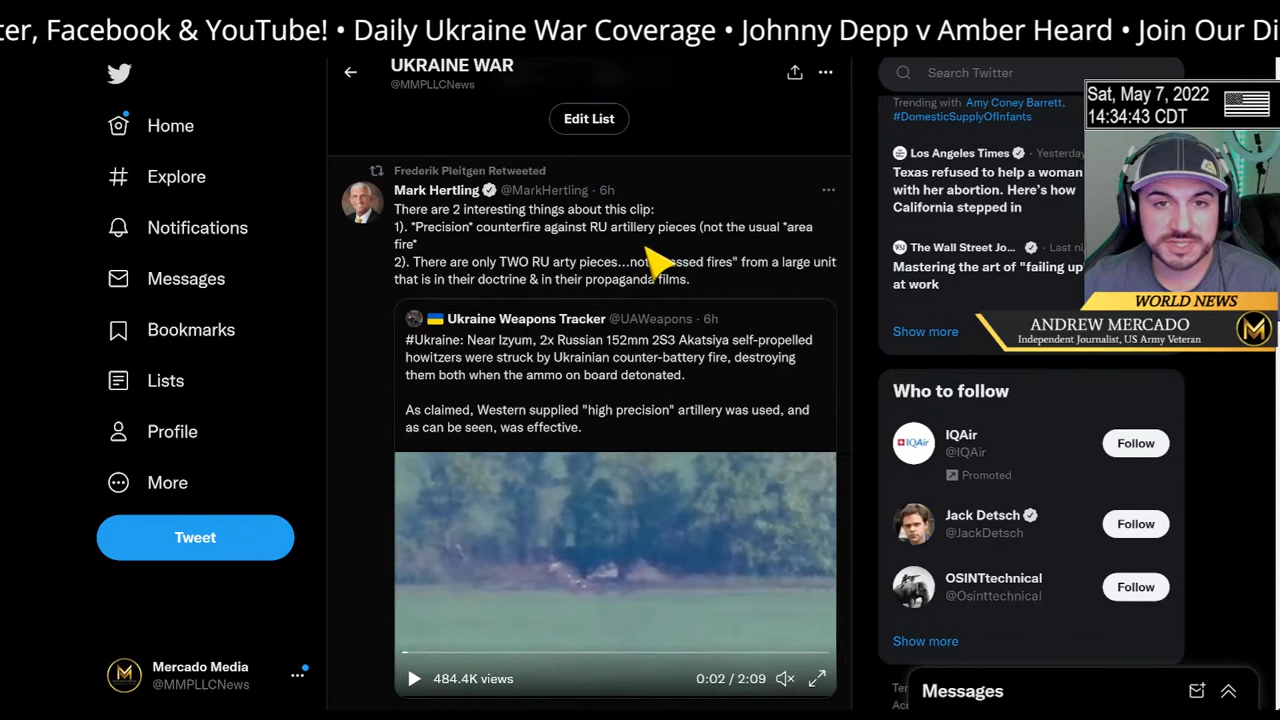 ter, Facebook & YouTube! • Daily Ukraine War Coverage • Johnny Depp v Amber Heard • Join Our Di
UKRAINE WAR
@MMPLLCNews
Edit List
Home
Explore
Notifications
Messages
Bookmarks
Lists
Profile
More
Tweet
Mercado Media
@MMPLLCNews
Frederik Pleitgen Retweeted
Mark Hertling @MarkHertling · 6h
There are 2 interesting things about this clip:
1). *Precision* counterfire against RU artillery pieces (not the usual *area
fire*
2). There are only TWO RU arty pieces...not ssed fires" from a large unit
that is in their doctrine & in their propaganda films.
Ukraine Weapons Tracker @UAWeapons · 6h
#Ukraine: Near Izyum, 2x Russian 152mm 2S3 Akatsiya self-propelled
howitzers were struck by Ukrainian counter-battery fire, destroying
them both when the ammo on board detonated.
As claimed, Western supplied "high precision" artillery was used, and
as can be seen, was effective.
484.4K views
0:02 / 2:09
Search Twitter
Sat, May 7, 2022
14:34:43 CDT
Trending with Amy Coney Barrett,
#DomesticSupplyOfInfants
Los Angeles Times · Yesterday
Texas refused to help a woman
with her abortion. Here's how
California stepped in
The Wall Street Jo... · Last ni
Mastering the art of "failing up"
at work
Show more
WORLD NEWS
ANDREW MERCADO
Independent Journalist, US Army Veteran
Who to follow
IQAir
@IQAir
Promoted
Follow
Jack Detsch
@JackDetsch
Follow
OSINTtechnical
@Osinttechnical
Follow
Show more
Messages